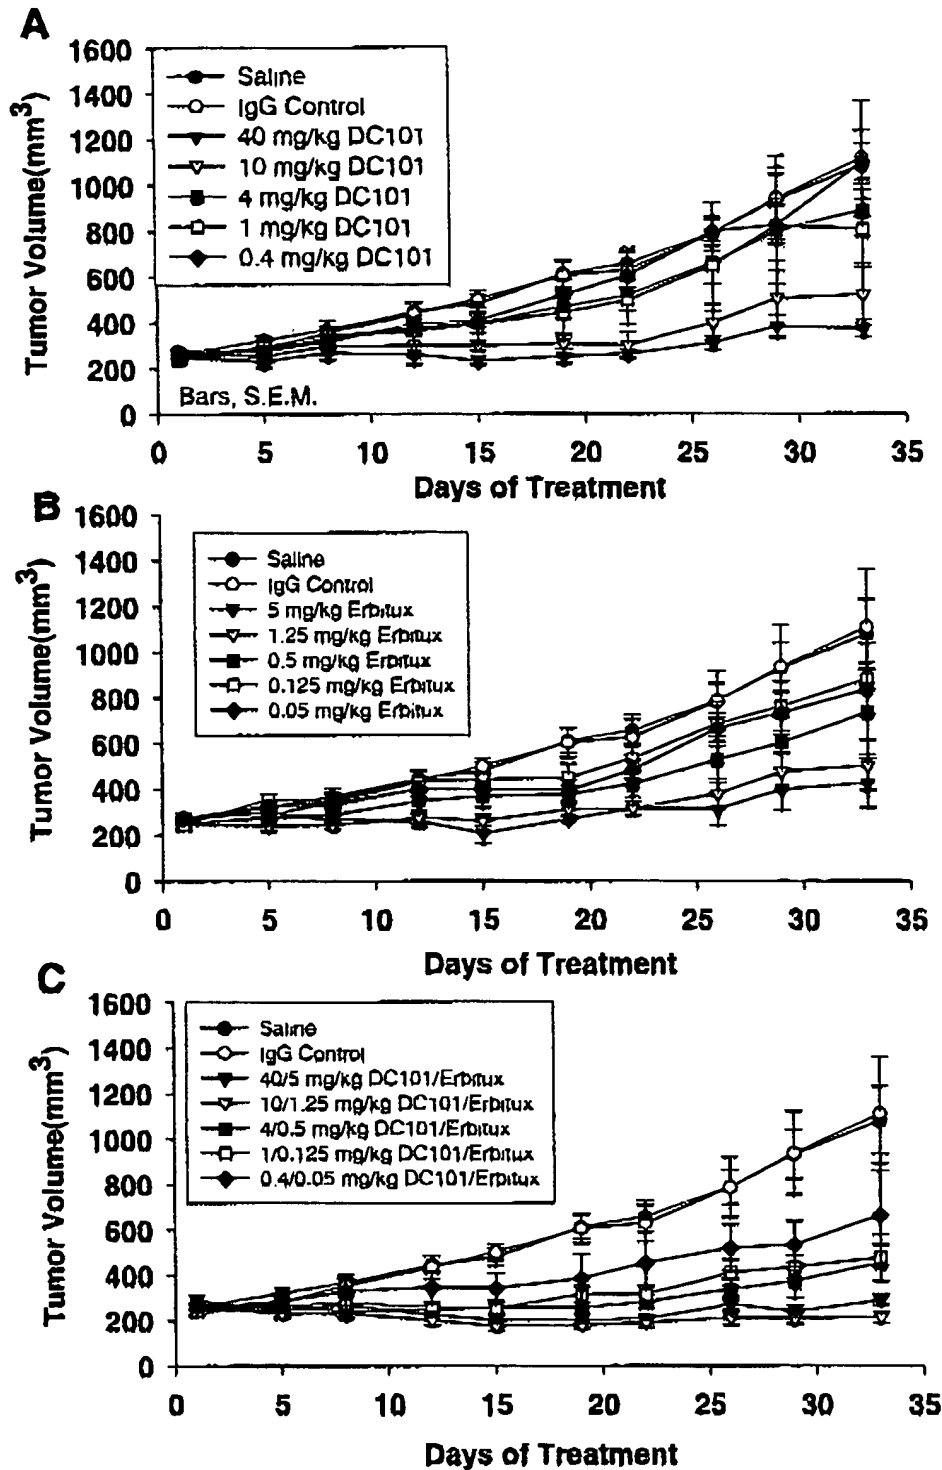 A
1600
1400
1200
1000
800
600
400
200
0
Tumor Volume(mm3)
Saline
IgG Control
40 mg/kg DC101
10 mg/kg DC101
4 mg/kg DC101
1 mg/kg DC101
0.4 mg/kg DC101
Bars, S.E.M.
0 5 10 15 20 25 30 35
Days of Treatment
B
1600
1400
1200
1000
800
600
400
200
0
Tumor Volume(mm3)
Saline
IgG Control
5 mg/kg Erbitux
1.25 mg/kg Erbitux
0.5 mg/kg Erbitux
0.125 mg/kg Erbitux
0.05 mg/kg Erbitux
0 5 10 15 20 25 30 35
Days of Treatment
C
1600
1400
1200
1000
800
600
400
200
0
Tumor Volume(mm3)
Saline
IgG Control
40/5 mg/kg DC101/Erbitux
10/1.25 mg/kg DC101/Erbitux
4/0.5 mg/kg DC101/Erbitux
1/0.125 mg/kg DC101/Erbitux
0.4/0.05 mg/kg DC101/Erbitux
0 5 10 15 20 25 30 35
Days of Treatment